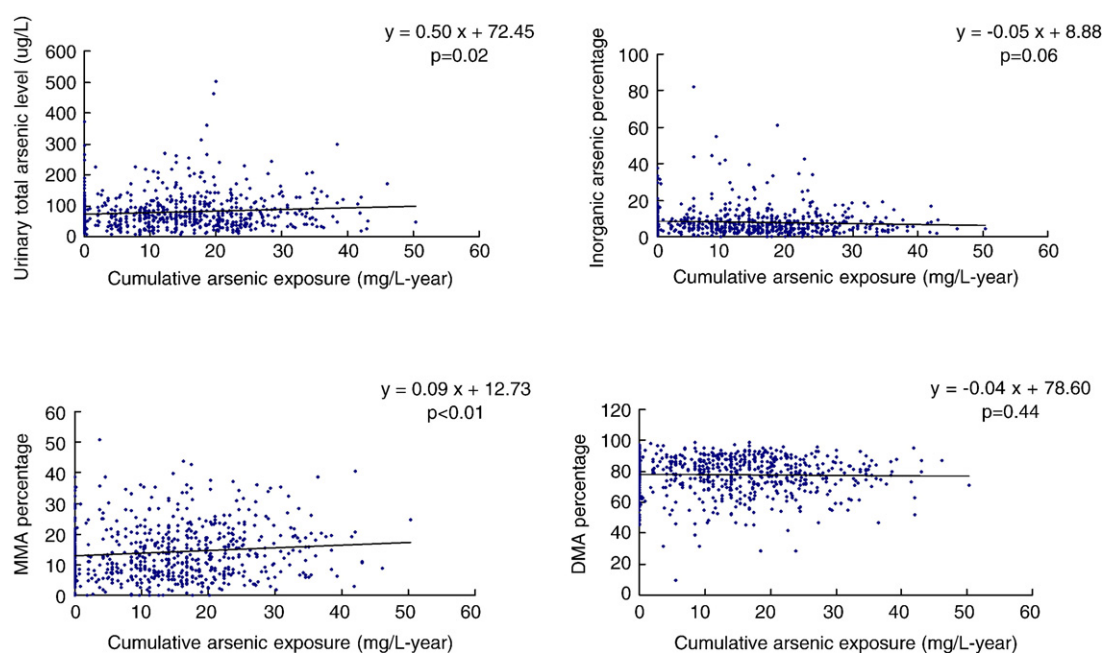 y = 0.50 x + 72.45
p=0.02
Urinary total arsenic level (ug/L)
600
500
400
300
200
100
0
0 10 20 30 40 50 60
Cumulative arsenic exposure (mg/L-year)
y = -0.05 x + 8.88
p=0.06
Inorganic arsenic percentage
100
80
60
40
20
0
0 10 20 30 40 50 60
Cumulative arsenic exposure (mg/L-year)
y = 0.09 x + 12.73
p<0.01
MMA percentage
60
50
40
30
20
10
0
0 10 20 30 40 50 60
Cumulative arsenic exposure (mg/L-year)
y = -0.04 x + 78.60
p=0.44
DMA percentage
120
100
80
60
40
20
0
0 10 20 30 40 50 60
Cumulative arsenic exposure (mg/L-year)